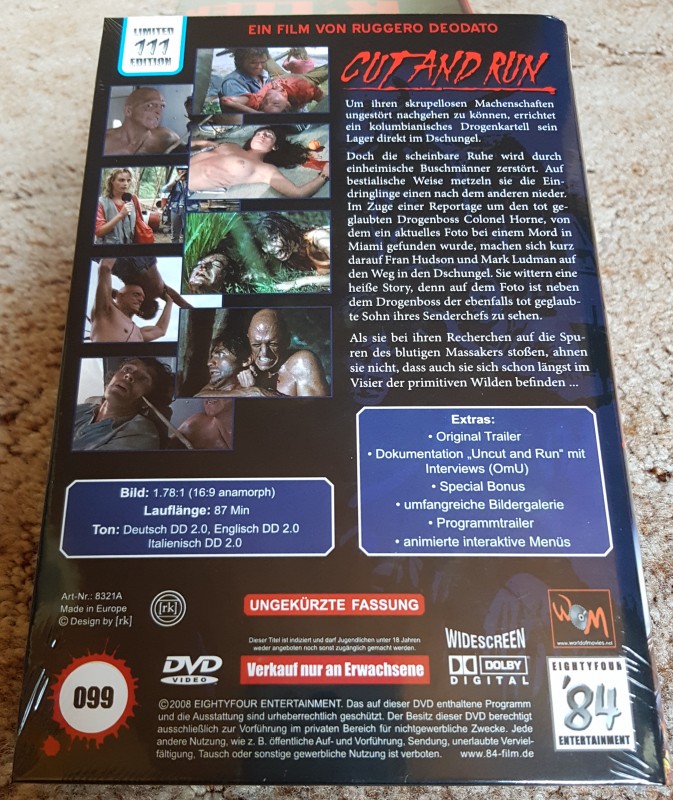 LIMITED
111
EDITION
EIN FILM VON RUGGERO DEODATO
CUT AND RUN
Um ihren skrupellosen Machenschaften
ungestört nachgehen zu können, errichtet
ein kolumbianisches Drogenkartell sein
Lager direkt im Dschungel.
Doch die scheinbare Ruhe wird durch
einheimische Buschmänner zerstört. Auf
bestialische Weise metzeln sie die Ein-
dringlinge einen nach dem anderen nieder.
Im Zuge einer Reportage um den tot ge-
glaubten Drogenboss Colonel Horne, von
dem ein aktuelles Foto bei einem Mord in
Miami gefunden wurde, machen sich kurz
darauf Fran Hudson und Mark Ludman auf
den Weg in den Dschungel. Sie wittern eine
heiße Story, denn auf dem Foto ist neben
dem Drogenboss der ebenfalls tot geglaub-
te Sohn ihres Senderchefs zu sehen.
Als sie bei ihren Recherchen auf die Spu-
ren des blutigen Massakers stoßen, ahnen
sie nicht, dass auch sie sich schon längst im
Visier der primitiven Wilden befinden ...
Extras:
• Original Trailer
• Dokumentation „Uncut and Run“ mit
Interviews (OmU)
• Special Bonus
• umfangreiche Bildergalerie
• Programmtrailer
• animierte interaktive Menüs
Bild: 1.78:1 (16:9 anamorph)
Lauflänge: 87 Min
Ton: Deutsch DD 2.0, Englisch DD 2.0
Italienisch DD 2.0
Art-Nr.: 8321A
Made in Europe
© Design by [rk]
[rk]
UNGEKÜRZTE FASSUNG
WOM
www.worldofmovies.net
Dieser Titel ist indiziert und darf Jugendlichen unter 18 Jahren
weder angeboten noch sonst zugänglich gemacht werden.
Verkauf nur an Erwachsene
DVD
VIDEO
WIDESCREEN
DOLBY
DIGITAL
EIGHTYFOUR
'84
ENTERTAINMENT
099
©2008 EIGHTYFOUR ENTERTAINMENT. Das auf dieser DVD enthaltene Programm
und die Ausstattung sind urheberrechtlich geschützt. Der Besitz dieser DVD berechtigt
ausschließlich zur Vorführung im privaten Bereich für nichtgewerbliche Zwecke. Jede
andere Nutzung, wie z. B. öffentliche Auf- und Vorführung, Sendung, unerlaubte Verviel-
fältigung, Tausch oder sonstige gewerbliche Nutzung ist verboten. www.84-film.de